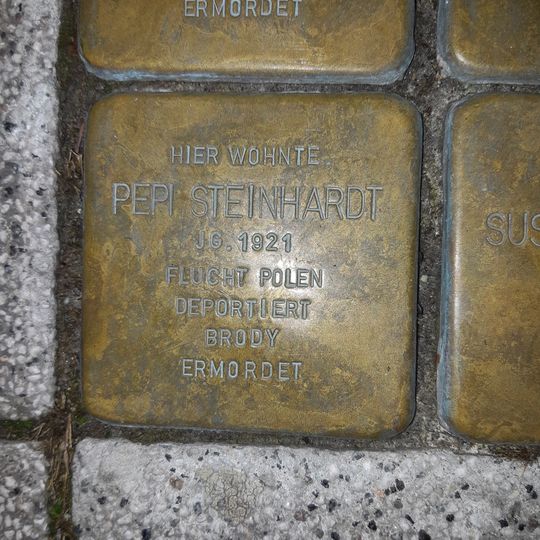 ERMORDET
HIER WOHNTE
PEPI STEINHARDT
JG. 1921
FLUCHT POLEN
DEPORTIERT
BRODY
ERMORDET
SUS